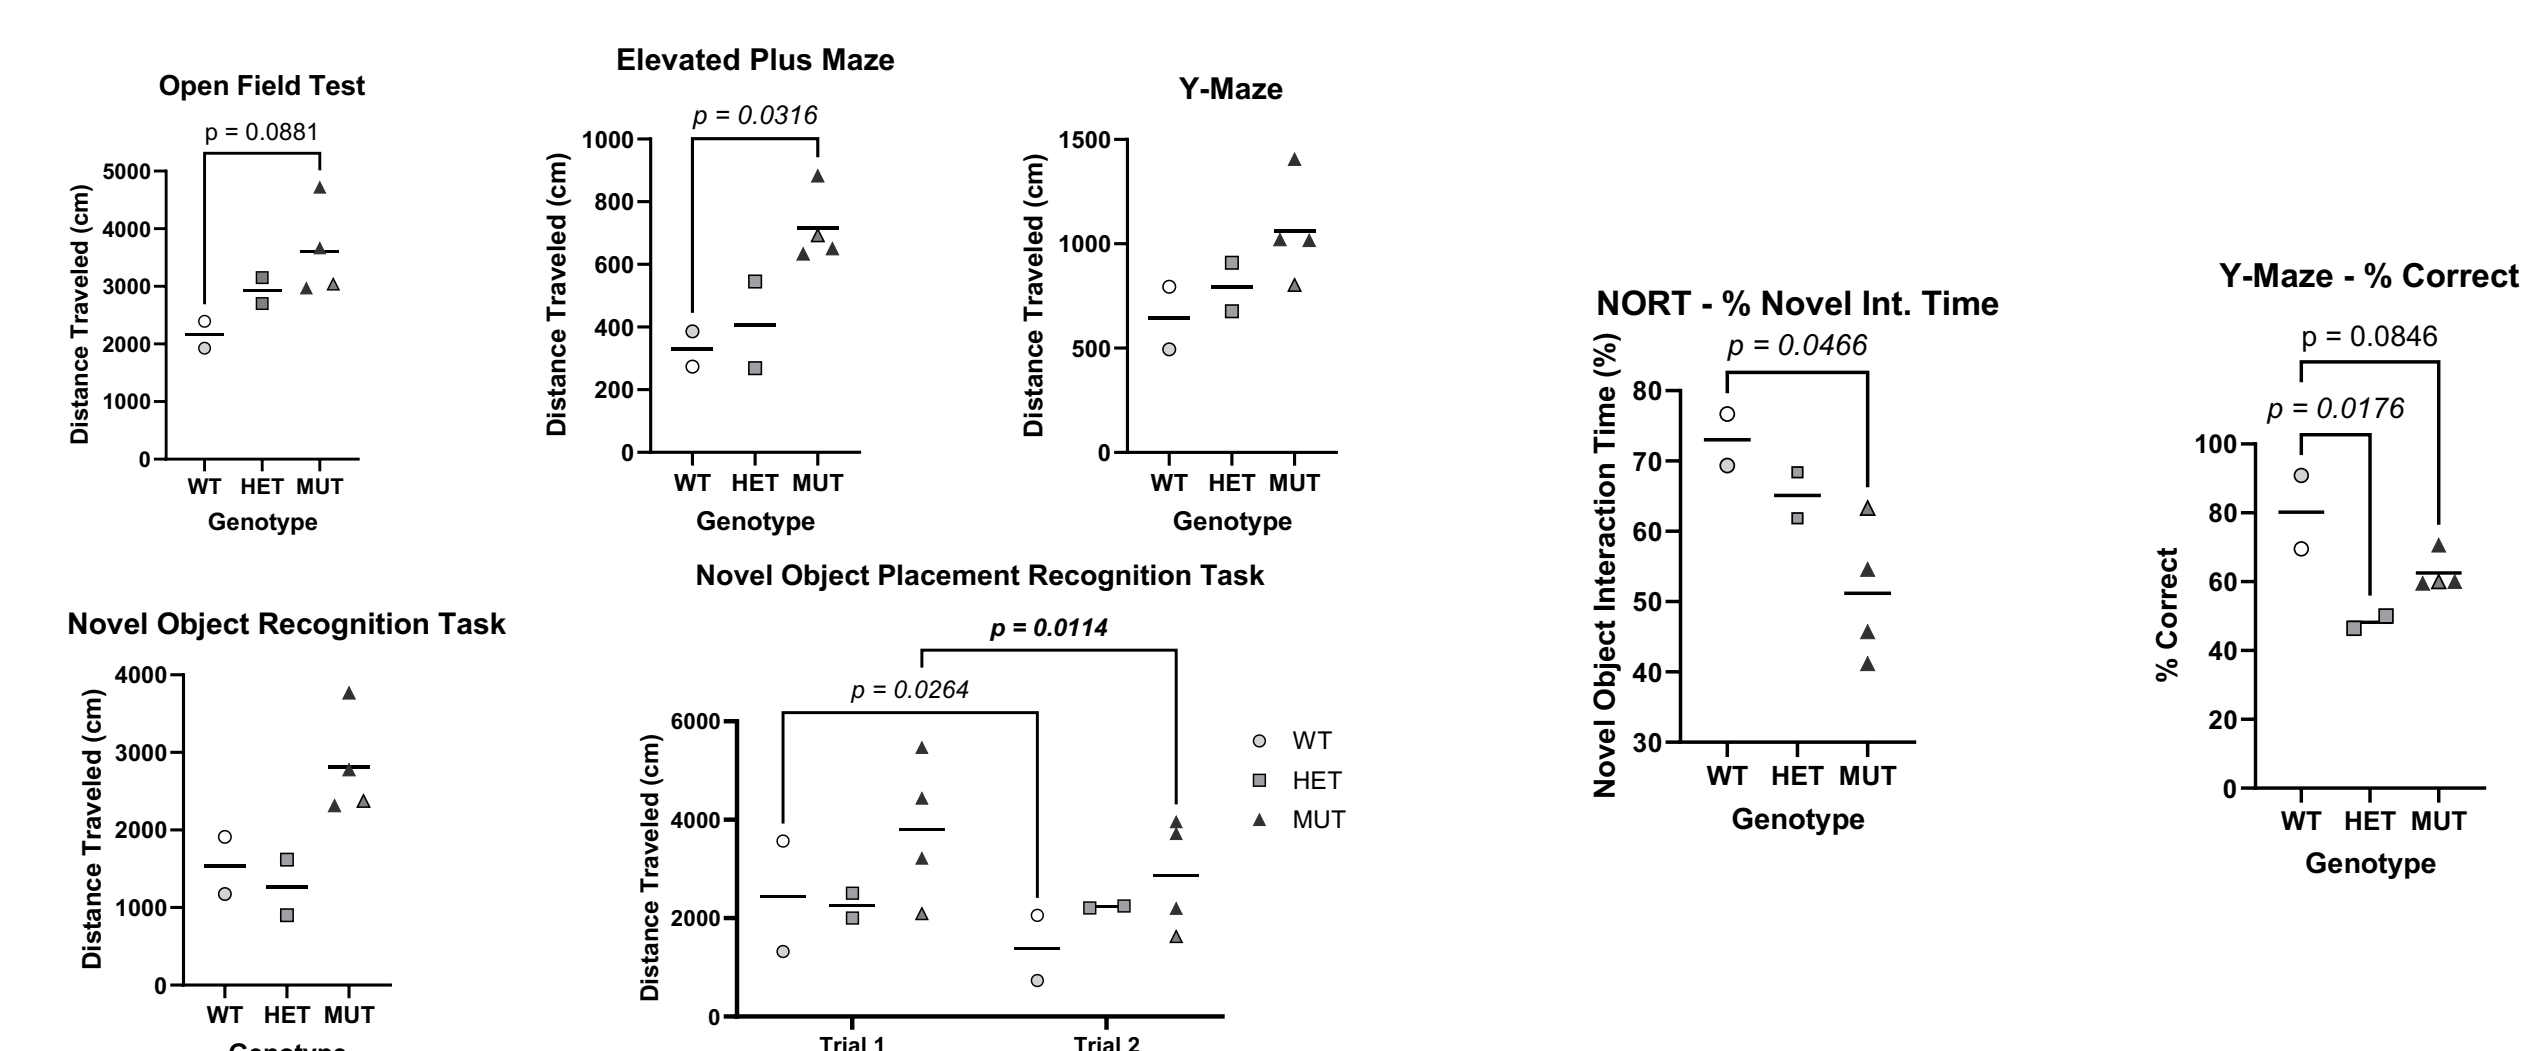 Open Field Test
p = 0.0881
5000
4000
3000
2000
1000
0
Distance Traveled (cm)
WT HET MUT
Genotype
Elevated Plus Maze
p = 0.0316
1000
800
600
400
200
0
Distance Traveled (cm)
WT HET MUT
Genotype
Y-Maze
1500
1000
500
0
Distance Traveled (cm)
WT HET MUT
Genotype
Novel Object Recognition Task
4000
3000
2000
1000
0
Distance Traveled (cm)
WT HET MUT
Genotype
Novel Object Placement Recognition Task
p = 0.0114
p = 0.0264
6000
4000
2000
0
Distance Traveled (cm)
Trial 1 Trial 2
WT
HET
MUT
NORT - % Novel Int. Time
p = 0.0466
80
70
60
50
40
30
Novel Object Interaction Time (%)
WT HET MUT
Genotype
Y-Maze - % Correct
p = 0.0846
p = 0.0176
100
80
60
40
20
0
% Correct
WT HET MUT
Genotype